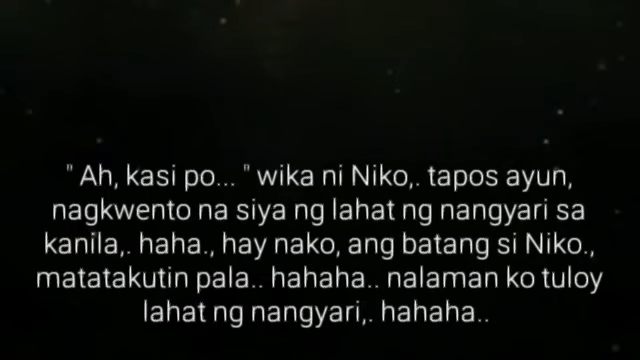 " Ah, kasi po... " wika ni Niko,. tapos ayun,
nagkwento na siya ng lahat ng nangyari sa
kanila,. haha., hay nako, ang batang si Niko.,
matatakutin pala.. hahaha.. nalaman ko tuloy
lahat ng nangyari,. hahaha..